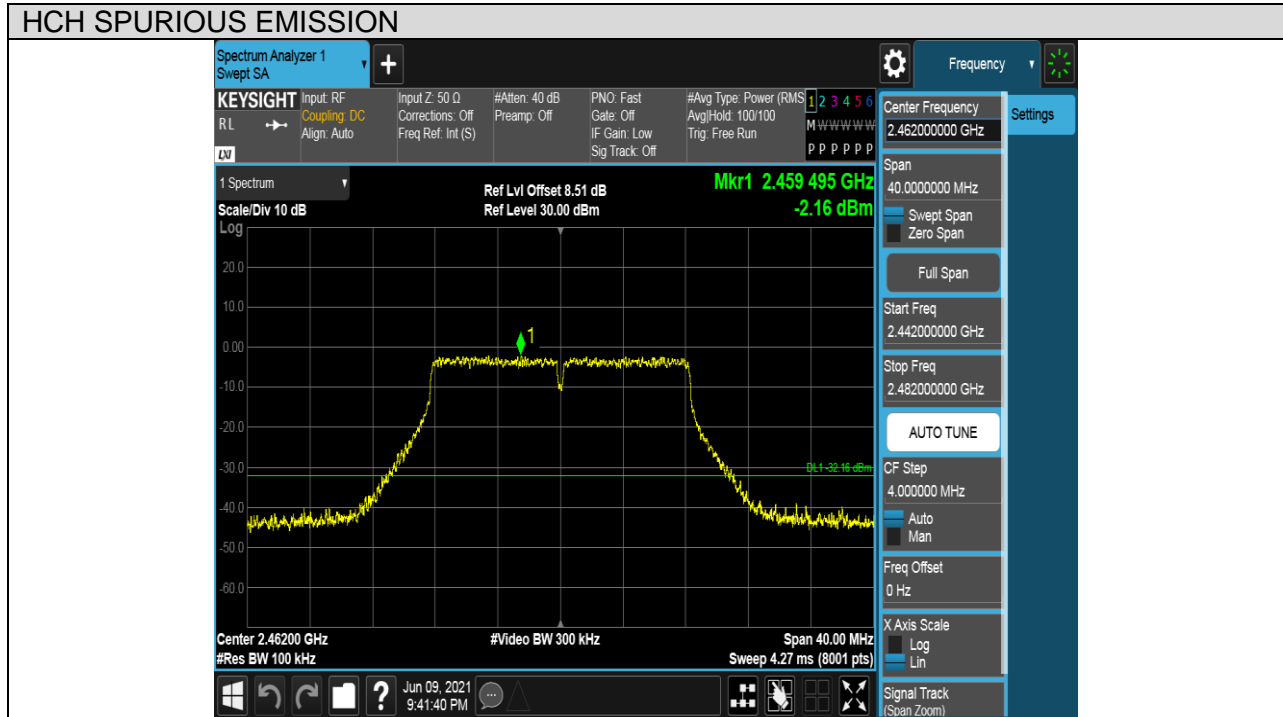 HCH SPURIOUS EMISSION
Spectrum Analyzer 1
Swept SA
+
Frequency
KEYSIGHT
RL
LXI
Input: RF
Coupling: DC
Align: Auto
Input Z: 50 Ω
Corrections: Off
Freq Ref: Int (S)
#Atten: 40 dB
Preamp: Off
PNO: Fast
Gate: Off
IF Gain: Low
Sig Track: Off
#Avg Type: Power (RMS
Avg|Hold: 100/100
Trig: Free Run
1 2 3 4 5 6
M W W W W W
P P P P P P
1 Spectrum
Scale/Div 10 dB
Log
Ref Lvl Offset 8.51 dB
Ref Level 30.00 dBm
Mkr1 2.459 495 GHz
-2.16 dBm
20.0
10.0
0.00
-10.0
-20.0
-30.0
-40.0
-50.0
-60.0
1
DL1 -32.16 dBm
Center 2.46200 GHz
#Res BW 100 kHz
#Video BW 300 kHz
Span 40.00 MHz
Sweep 4.27 ms (8001 pts)
?
Jun 09, 2021
9:41:40 PM
Center Frequency
2.462000000 GHz
Settings
Span
40.0000000 MHz
Swept Span
Zero Span
Full Span
Start Freq
2.442000000 GHz
Stop Freq
2.482000000 GHz
AUTO TUNE
CF Step
4.000000 MHz
Auto
Man
Freq Offset
0 Hz
X Axis Scale
Log
Lin
Signal Track
(Span Zoom)